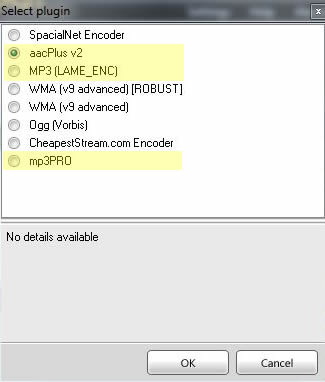 Select plugin
SpacialNet Encoder
aacPlus v2
MP3 (LAME_ENC)
WMA (v9 advanced) [ROBUST]
WMA (v9 advanced)
Ogg (Vorbis)
CheapestStream.com Encoder
mp3PRO
No details available
OK
Cancel